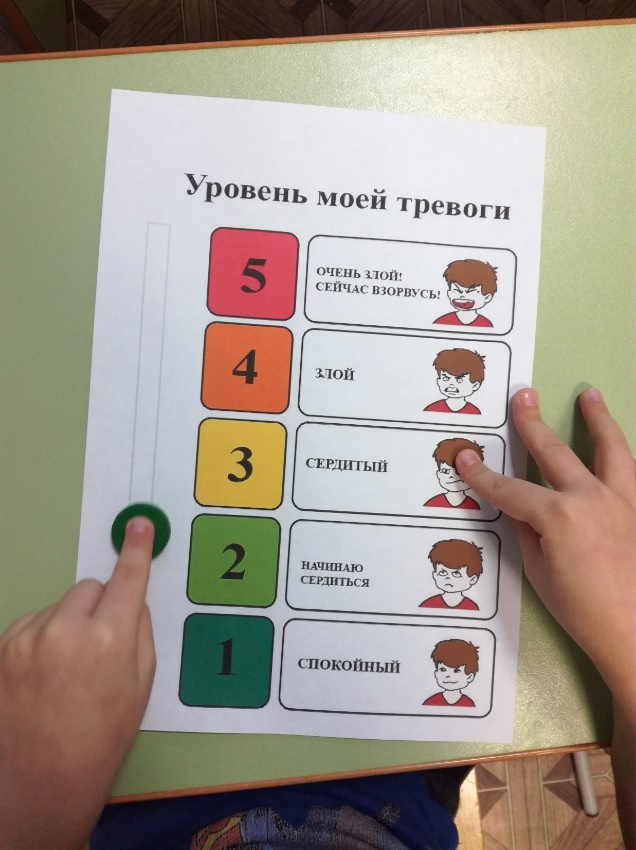 Уровень моей тревоги
5
ОЧЕНЬ ЗЛОЙ!
СЕЙЧАС ВЗОРВУСЬ!
4
ЗЛОЙ
3
СЕРДИТЫЙ
2
НАЧИНАЮ
СЕРДИТЬСЯ
1
СПОКОЙНЫЙ